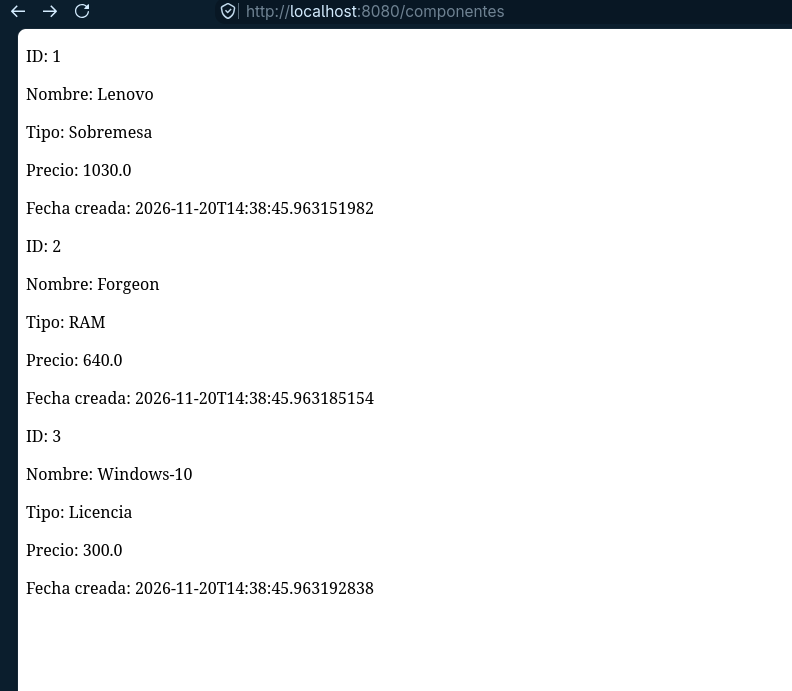 http://localhost:8080/componentes
ID: 1
Nombre: Lenovo
Tipo: Sobremesa
Precio: 1030.0
Fecha creada: 2026-11-20T14:38:45.963151982
ID: 2
Nombre: Forgeon
Tipo: RAM
Precio: 640.0
Fecha creada: 2026-11-20T14:38:45.963185154
ID: 3
Nombre: Windows-10
Tipo: Licencia
Precio: 300.0
Fecha creada: 2026-11-20T14:38:45.963192838